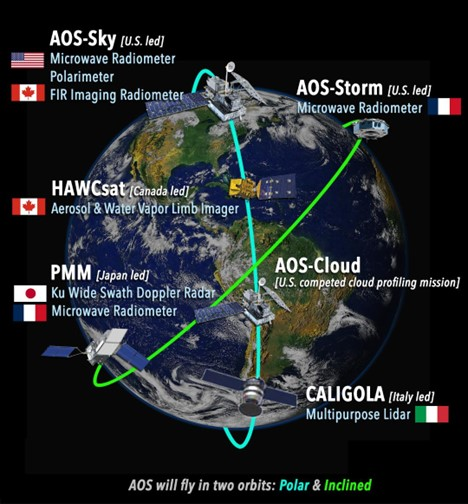 AOS-Sky [U.S. led]
Microwave Radiometer
Polarimeter
FIR Imaging Radiometer
AOS-Storm [U.S. led]
Microwave Radiometer
HAWCsat [Canada led]
Aerosol & Water Vapor Limb Imager
PMM [Japan led]
Ku Wide Swath Doppler Radar
Microwave Radiometer
AOS-Cloud
[U.S. competed cloud profiling mission]
CALIGOLA [Italy led]
Multipurpose Lidar
AOS will fly in two orbits: Polar & Inclined